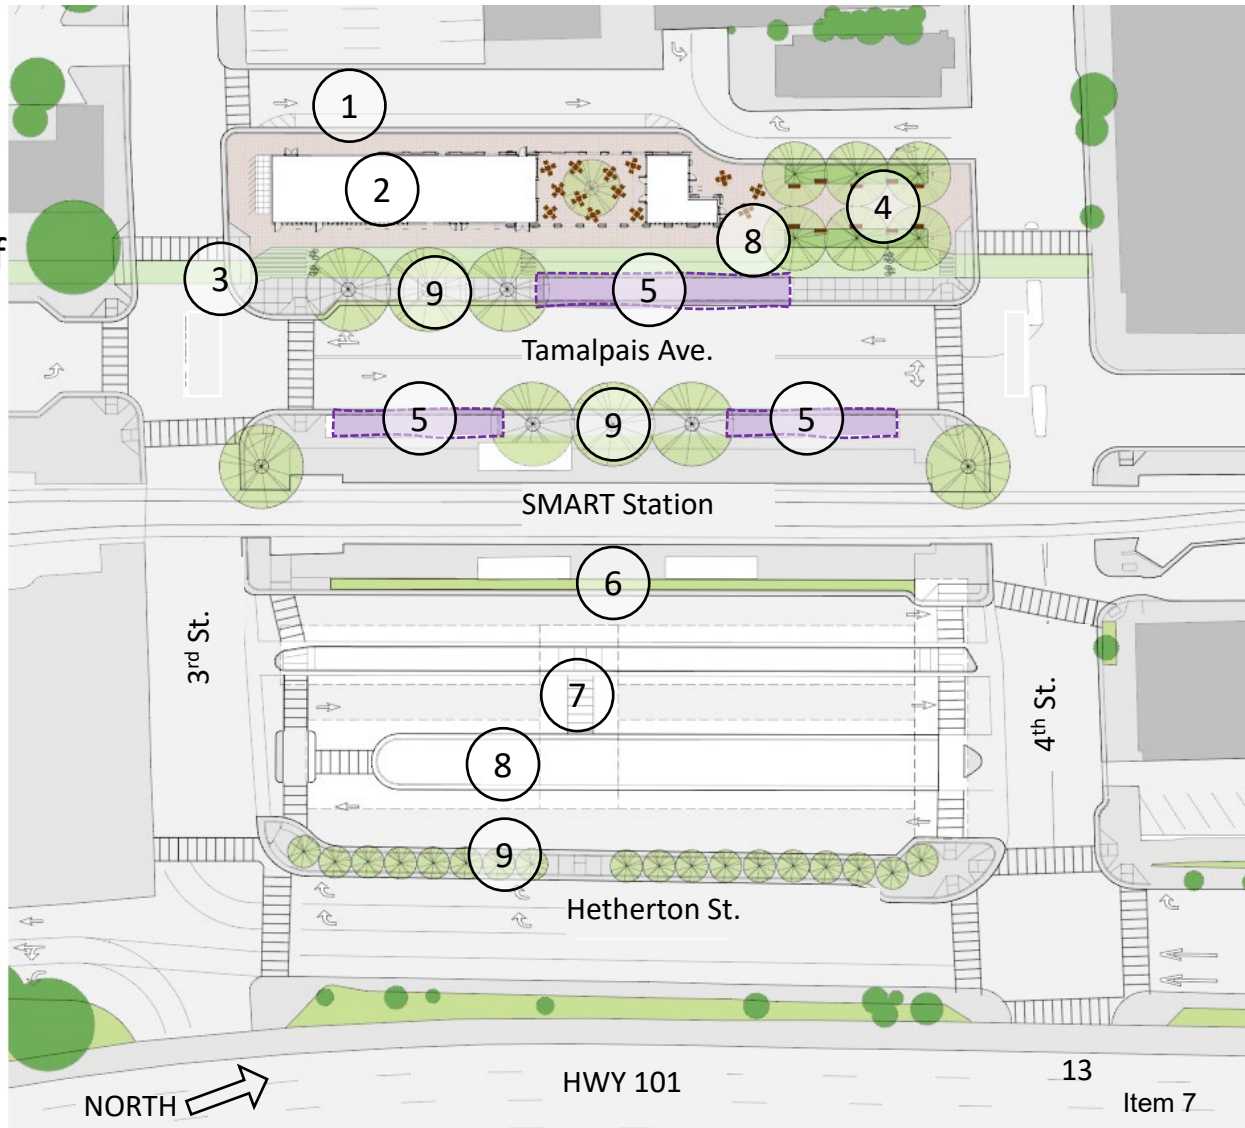 1
2
4
f
8
3
5
9
Tamalpais Ave.
5
9
5
SMART Station
6
3rd St.
7
4th St.
8
9
Hetherton St.
13
HWY 101
NORTH
Item 7